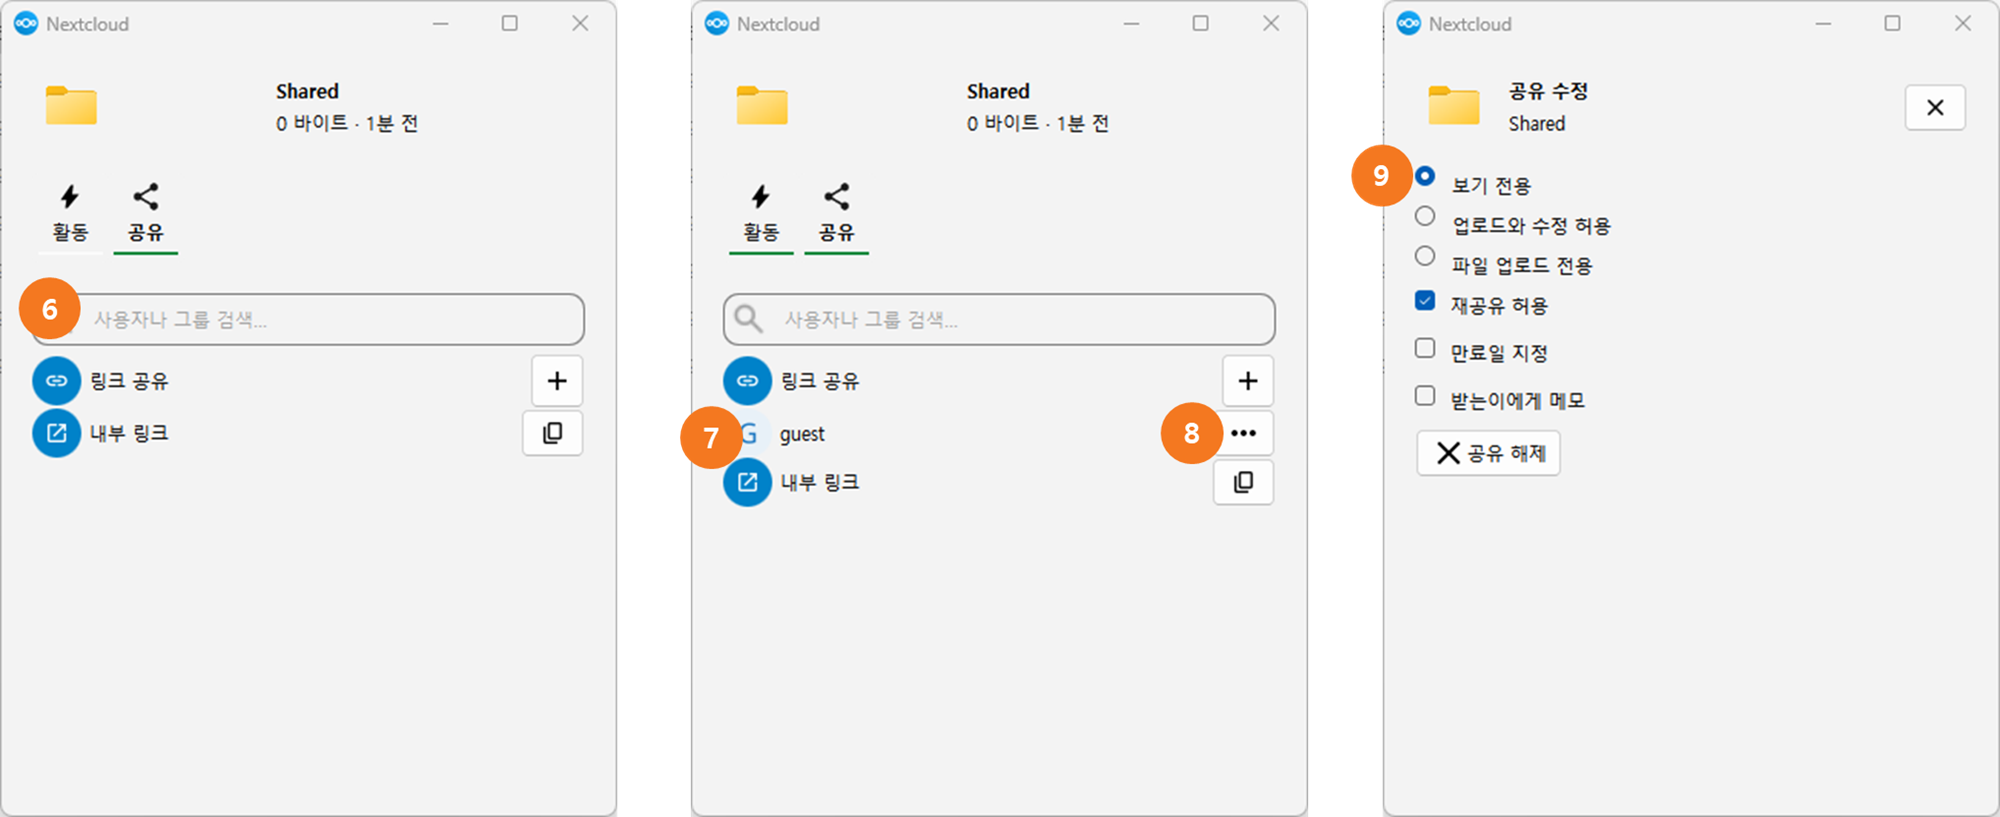 Nextcloud
Shared
0 바이트 · 1분 전
활동
공유
6
사용자나 그룹 검색...
링크 공유
내부 링크
Nextcloud
Shared
0 바이트 · 1분 전
활동
공유
사용자나 그룹 검색...
링크 공유
7
G
guest
8
내부 링크
Nextcloud
공유 수정
Shared
9
보기 전용
업로드와 수정 허용
파일 업로드 전용
재공유 허용
만료일 지정
받는이에게 메모
공유 해제